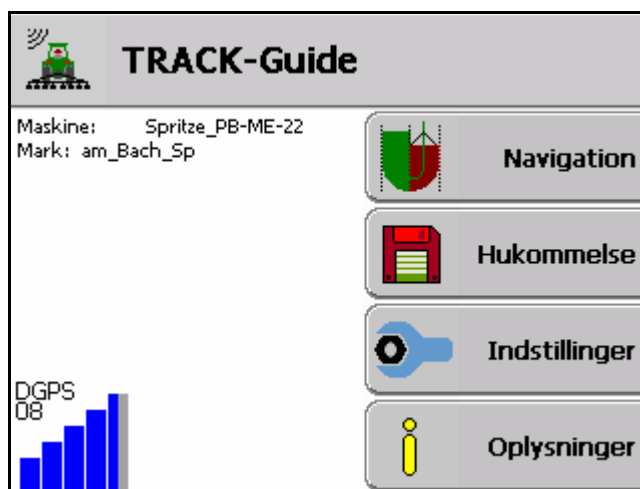 TRACK-Guide
Maskine: Spritze_PB-ME-22
Mark: am_Bach_Sp
Navigation
Hukommelse
Indstillinger
Oplysninger
DGPS
08